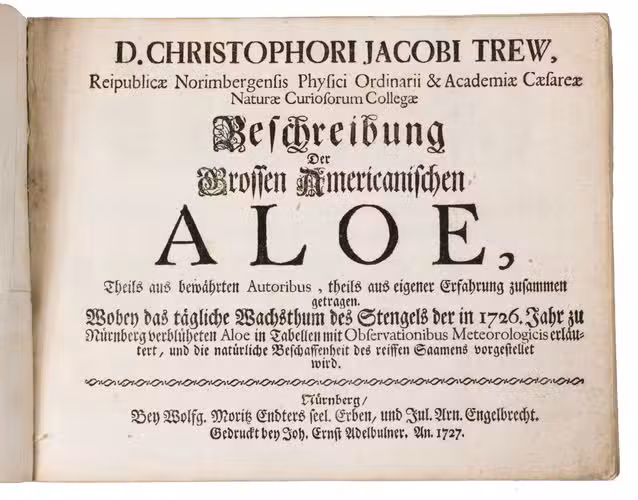 D. CHRISTOPHORI JACOBI TREW,
Reipublicæ Norimbergenſis Phyſici Ordinarii & Academiæ Cæſareæ
Naturæ Curioſorum Collegæ
Beſchreibung
Der
Groſſen Americaniſchen
ALOE,
Theils aus bewährten Autoribus, theils aus eigener Erfahrung zuſammen
getragen.
Wobey das tägliche Wachsthum des Stengels der in 1726. Jahr zu
Nürnberg verblüheten Aloe in Tabellen mit Obſervationibus Meteorologicis erläu-
tert, und die natürliche Beſchaffenheit des reiffen Saamens vorgeſtellet
wird.
Nürnberg/
Bey Wolfg. Moritz Endters ſeel. Erben, und Jul. Arn. Engelbrecht.
Gedruckt bey Joh. Ernſt Adelbulner. An. 1727.